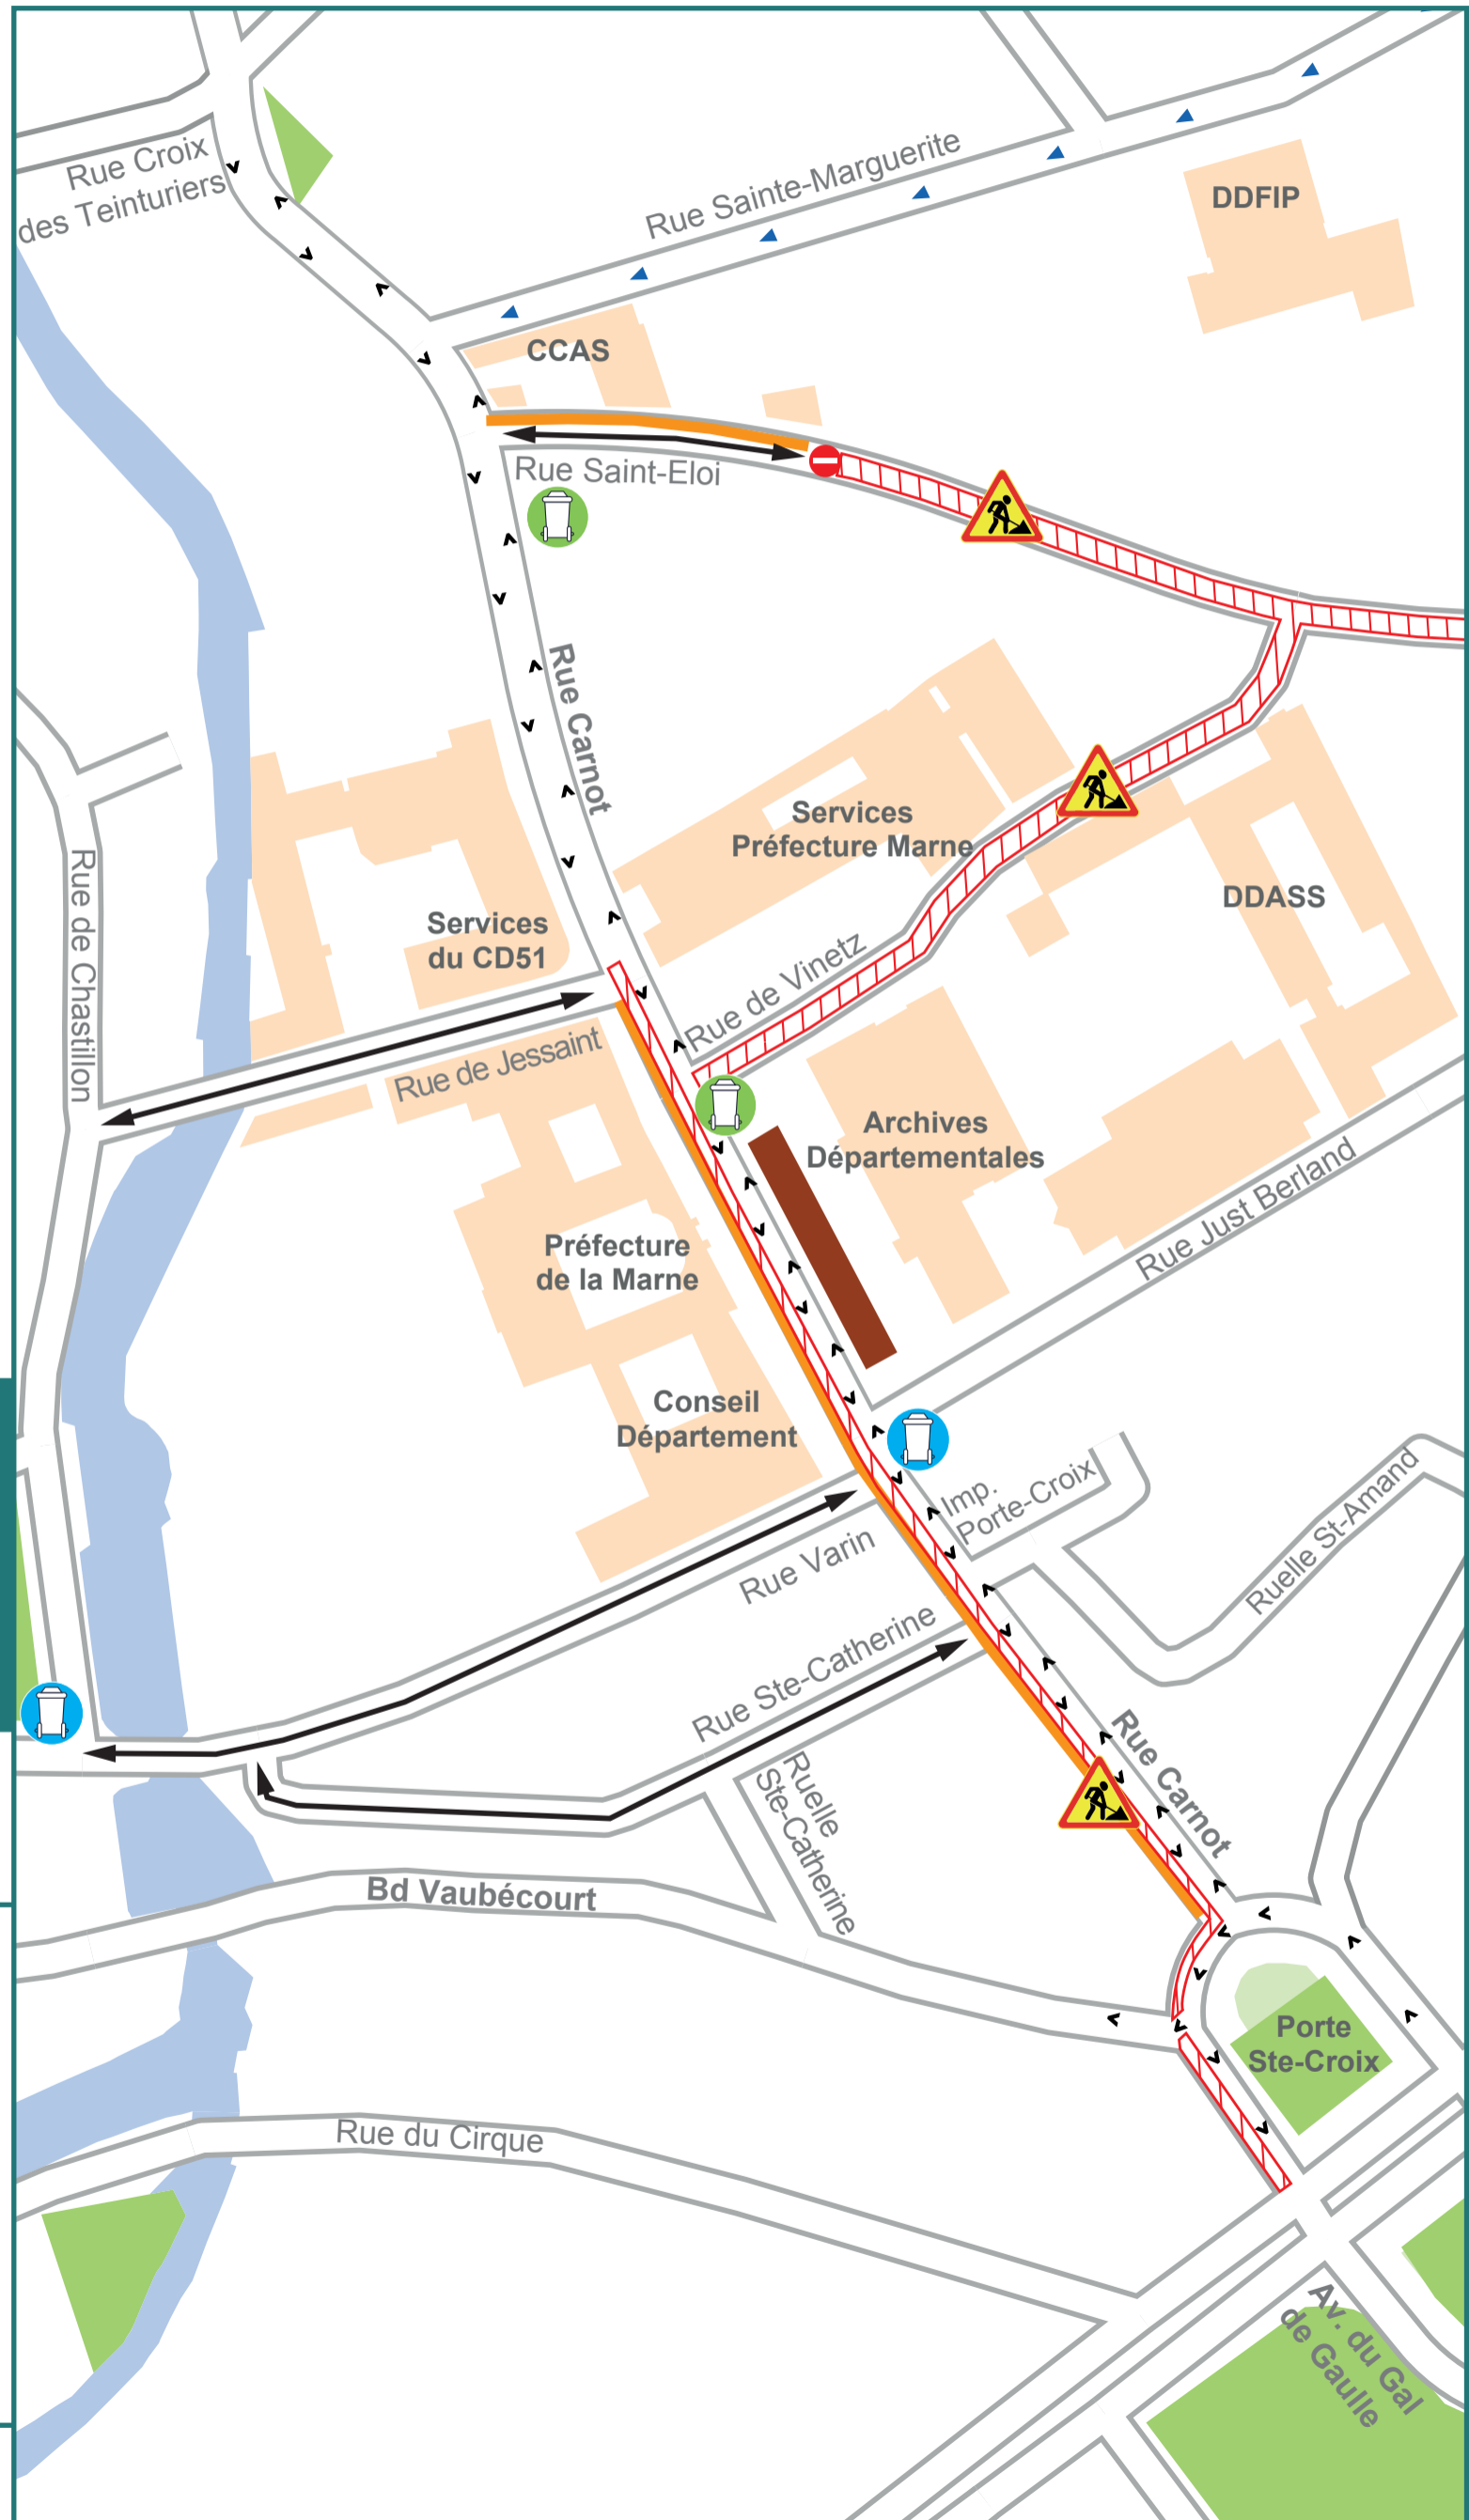 Rue Croix
des Teinturiers
Rue Sainte-Marguerite
DDFIP
CCAS
Rue Saint-Eloi
Rue Carnot
Services
Préfecture Marne
DDASS
Rue de Chastillon
Services
du CD51
Rue de Vinetz
Rue de Jessaint
Archives
Départementales
Rue Just Berland
Préfecture
de la Marne
Conseil
Département
Imp.
Porte-Croix
Ruelle St-Amand
Rue Varin
Rue Ste-Catherine
Rue Carnot
Ruelle
Ste-Catherine
Bd Vaubécourt
Porte
Ste-Croix
Rue du Cirque
Av. du Gal
de Gaulle